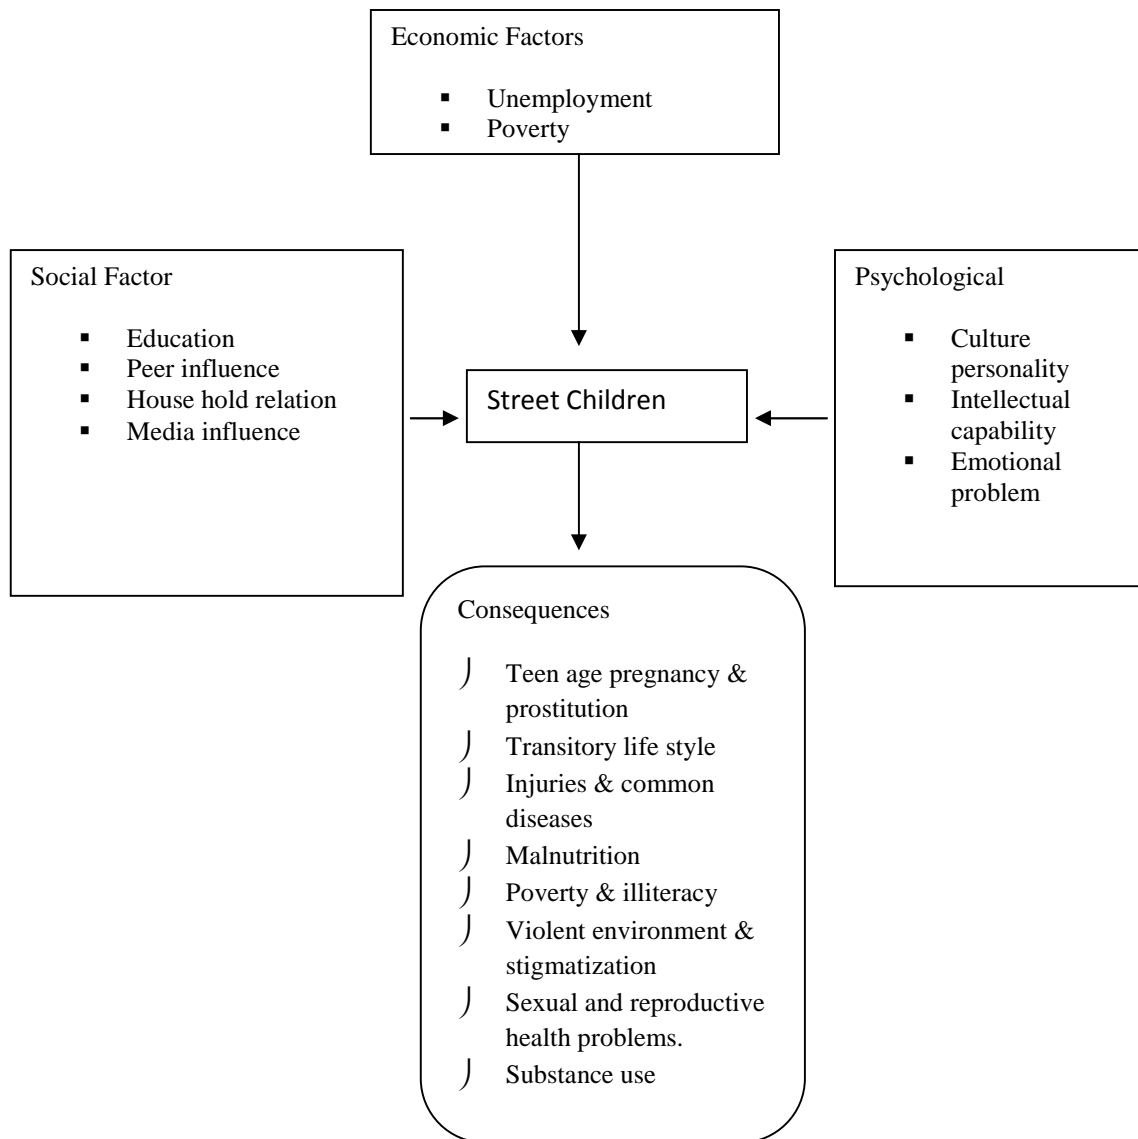 Economic Factors
▪ Unemployment
▪ Poverty
Social Factor
▪ Education
▪ Peer influence
▪ House hold relation
▪ Media influence
Street Children
Psychological
▪ Culture
personality
▪ Intellectual
capability
▪ Emotional
problem
Consequences
⌡ Teen age pregnancy &
prostitution
⌡ Transitory life style
⌡ Injuries & common
diseases
⌡ Malnutrition
⌡ Poverty & illiteracy
⌡ Violent environment &
stigmatization
⌡ Sexual and reproductive
health problems.
⌡ Substance use